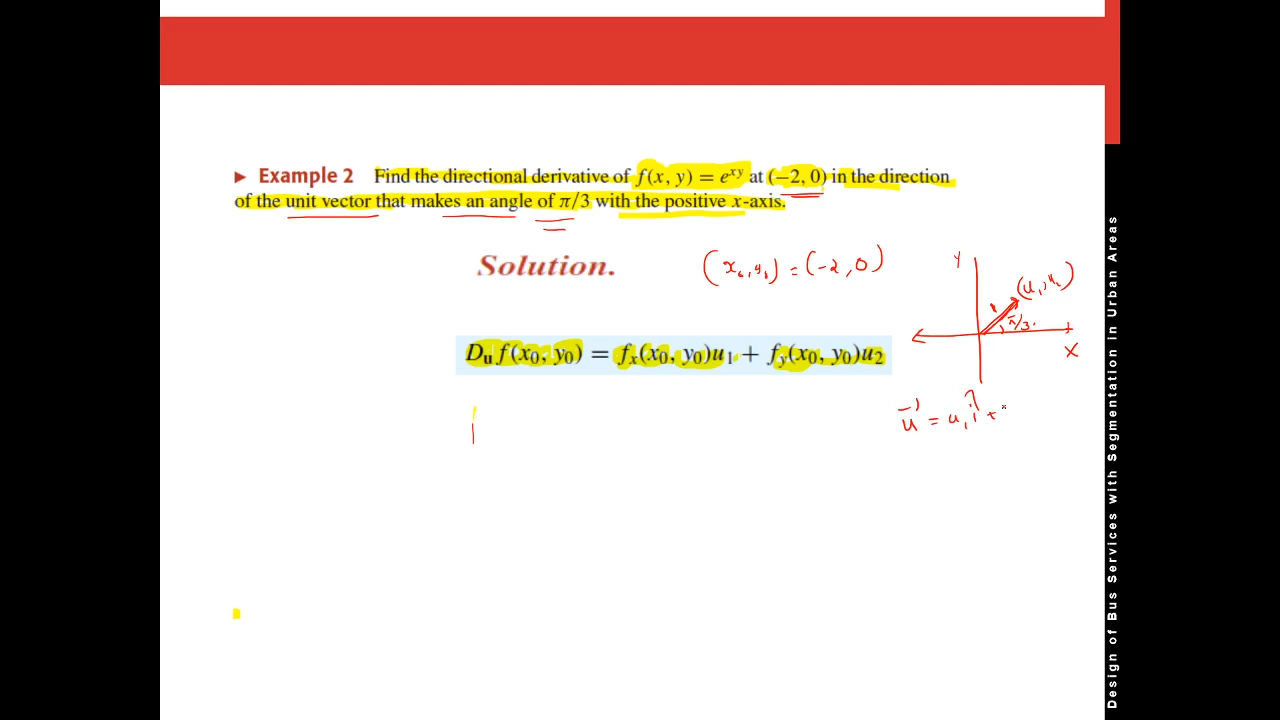 ► Example 2 Find the directional derivative of f(x, y) = e^{xy} at (−2, 0) in the direction
of the unit vector that makes an angle of π/3 with the positive x-axis.
Solution.
(x₀, y₀) = (-2, 0)
D_u f(x₀, y₀) = f_x(x₀, y₀)u₁ + f_y(x₀, y₀)u₂
y
(u₁, u₂)
1
π/3
x
u⃗ = u₁ î +
Design of Bus Services with Segmentation in Urban Areas